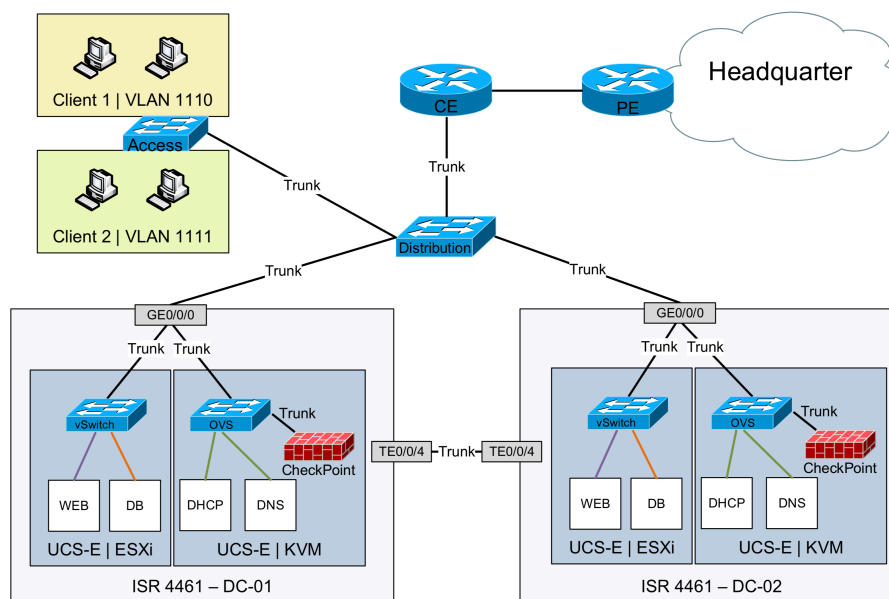 Headquarter
Client 1 | VLAN 1110
CE
PE
Access
Trunk
Trunk
Client 2 | VLAN 1111
Distribution
Trunk
Trunk
GE0/0/0
GE0/0/0
Trunk
Trunk
Trunk
Trunk
vSwitch
OVS
Trunk
CheckPoint
WEB
DB
DHCP
DNS
UCS-E | ESXi
UCS-E | KVM
ISR 4461 – DC-01
TE0/0/4
Trunk
TE0/0/4
vSwitch
OVS
Trunk
CheckPoint
WEB
DB
DHCP
DNS
UCS-E | ESXi
UCS-E | KVM
ISR 4461 – DC-02